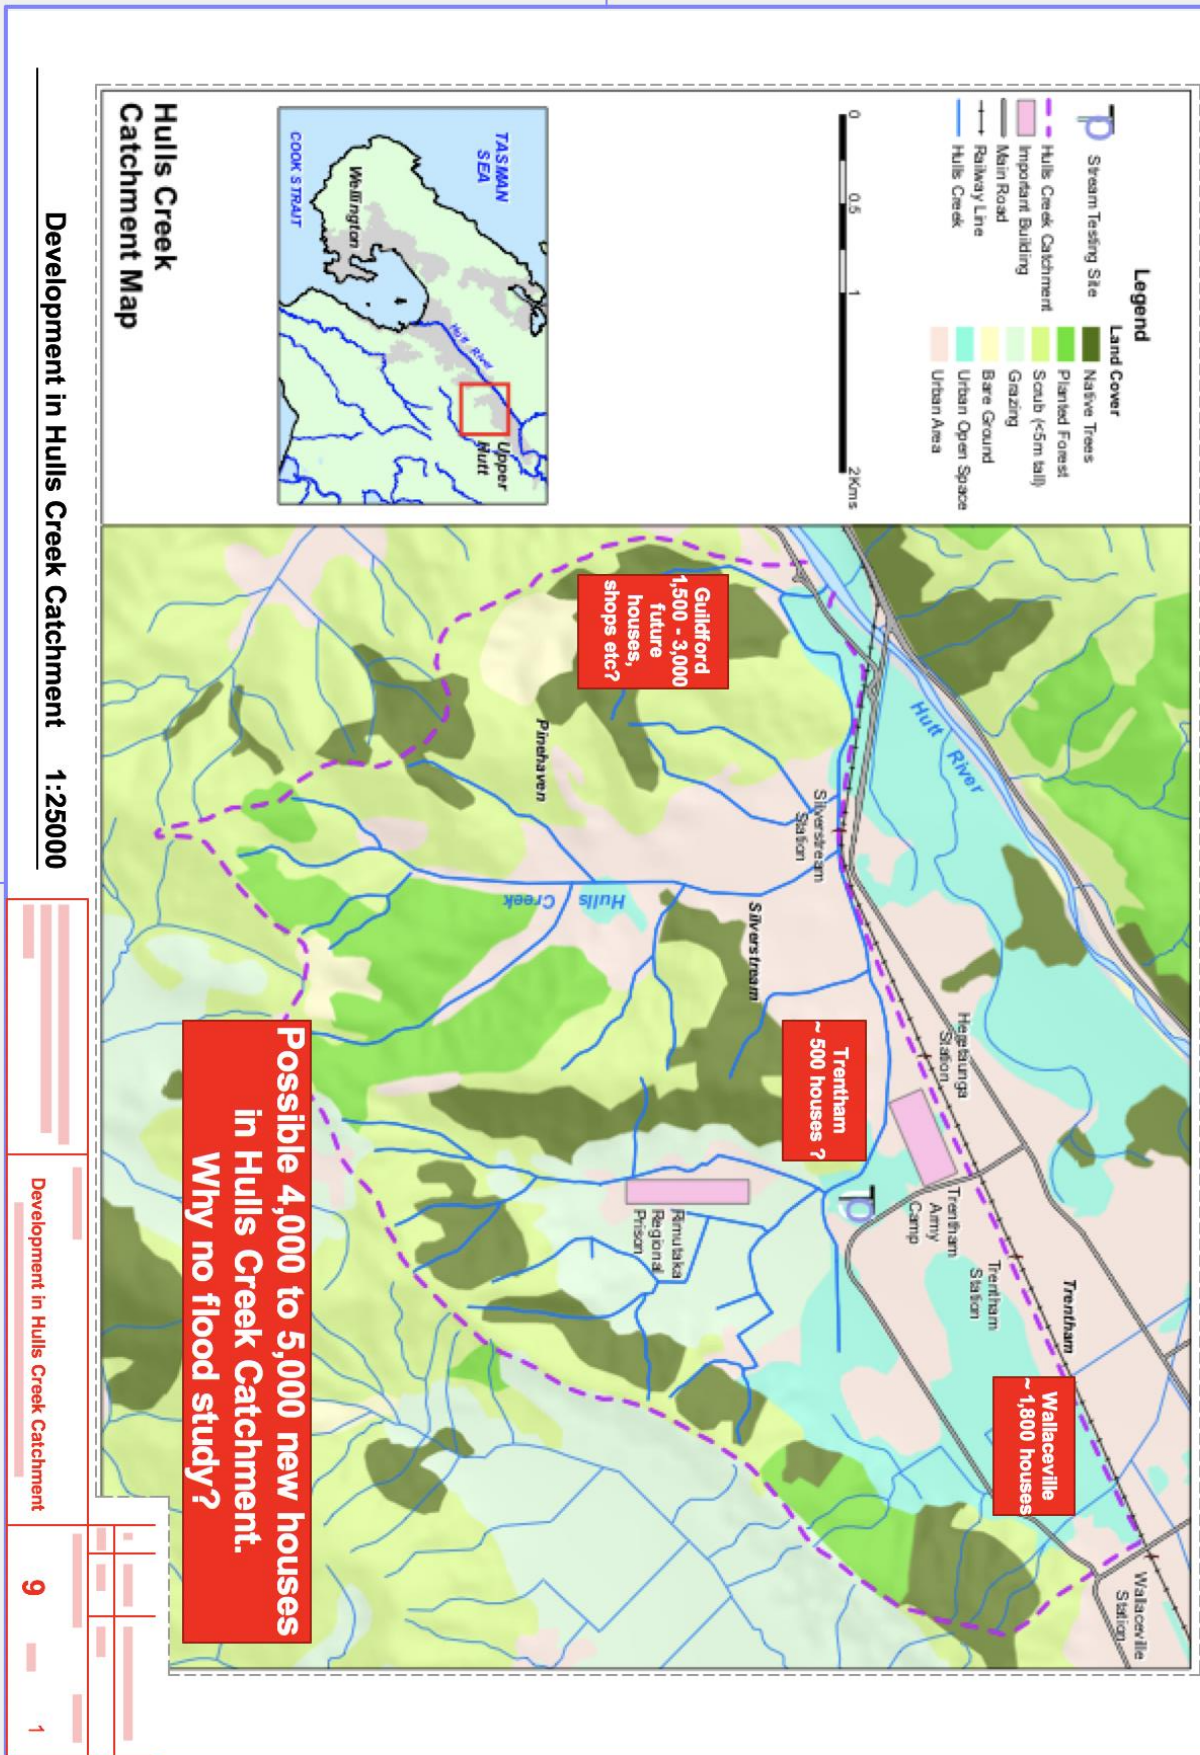 Legend
Stream Testing Site
Hulls Creek Catchment
Important Building
Main Road
Railway Line
Hulls Creek
Land Cover
Native Trees
Planted Forest
Scrub (<5m tall)
Grazing
Bare Ground
Urban Open Space
Urban Area
0 0.5 1 2Kms
TASMAN
SEA
Wellington
COOK STRAIT
Hutt River
Upper
Hutt
Hulls Creek
Catchment Map
Hutt River
Guildford
1,500 - 3,000
future
houses,
shops etc?
Pinehaven
Silverstream
Station
Hulls Creek
Silverstream
Heretaunga
Station
Trentham
~ 500 houses ?
Trentham
Army
Camp
Trentham
Station
Trentham
Rimutaka
Regional
Prison
Wallaceville
~ 1,800 houses
Wallaceville
Station
Possible 4,000 to 5,000 new houses
in Hulls Creek Catchment.
Why no flood study?
Development in Hulls Creek Catchment 1:25000
Development in Hulls Creek Catchment
9
1